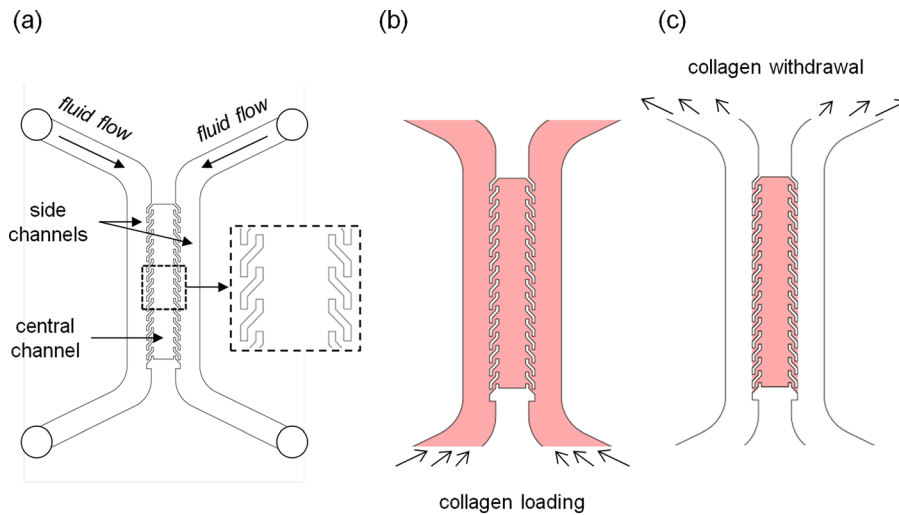 (a)
(b)
(c)
collagen withdrawal
fluid flow
fluid flow
side
channels
central
channel
collagen loading